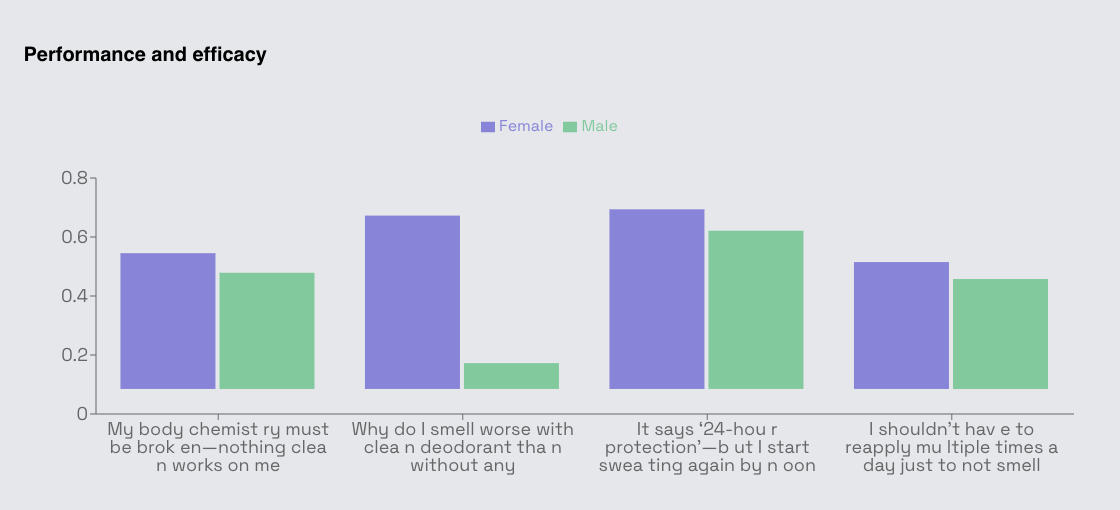 Performance and efficacy
Female Male
0.8
0.6
0.4
0.2
0
My body chemist ry must
be brok en—nothing clea
n works on me
Why do I smell worse with
clea n deodorant tha n
without any
It says ‘24-hou r
protection’—b ut I start
swea ting again by n oon
I shouldn’t hav e to
reapply mu ltiple times a
day just to not smell